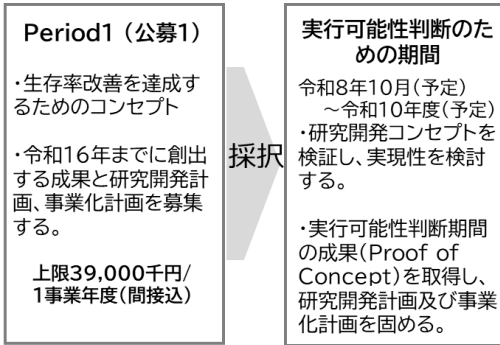 Period1（公募1）
・生存率改善を達成す
るためのコンセプト
・令和16年までに創出
する成果と研究開発計
画、事業化計画を募集
する。
上限39,000千円/
1事業年度(間接込)
採択
実行可能性判断のた
めの期間
令和8年10月(予定)
～令和10年度(予定)
・研究開発コンセプトを
検証し、実現性を検討
する。
・実行可能性判断期間
の成果(Proof of
Concept)を取得し、
研究開発計画及び事業
化計画を固める。